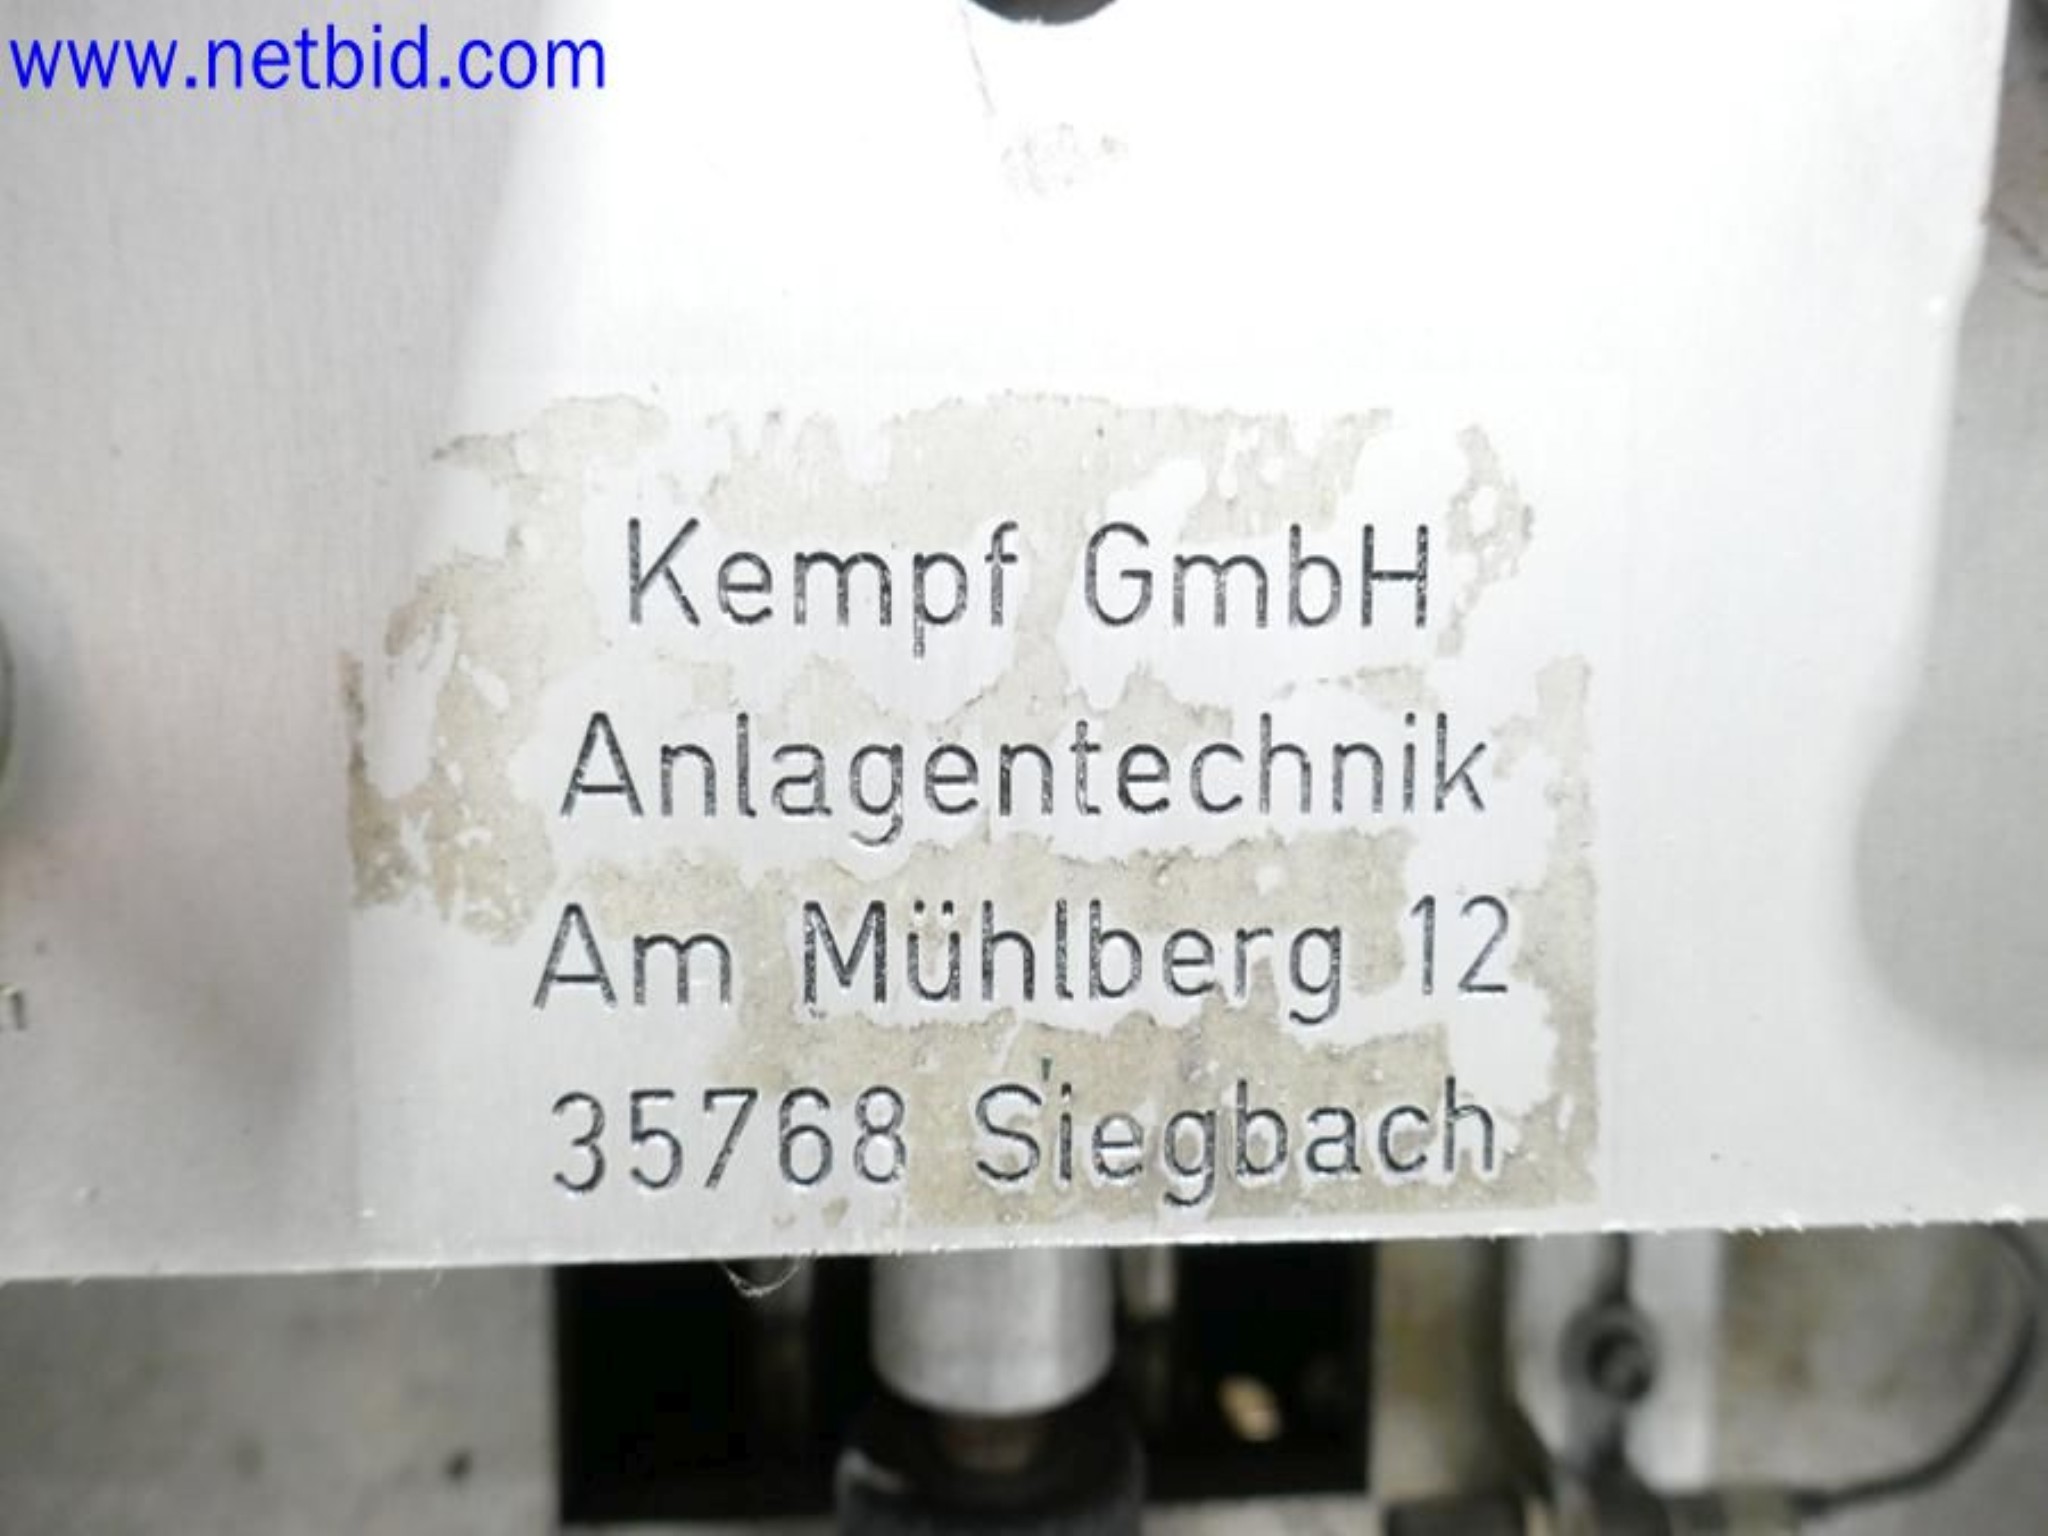 www.netbid.com
Kempf GmbH
Anlagentechnik
Am Mühlberg 12
35768 Siegbach